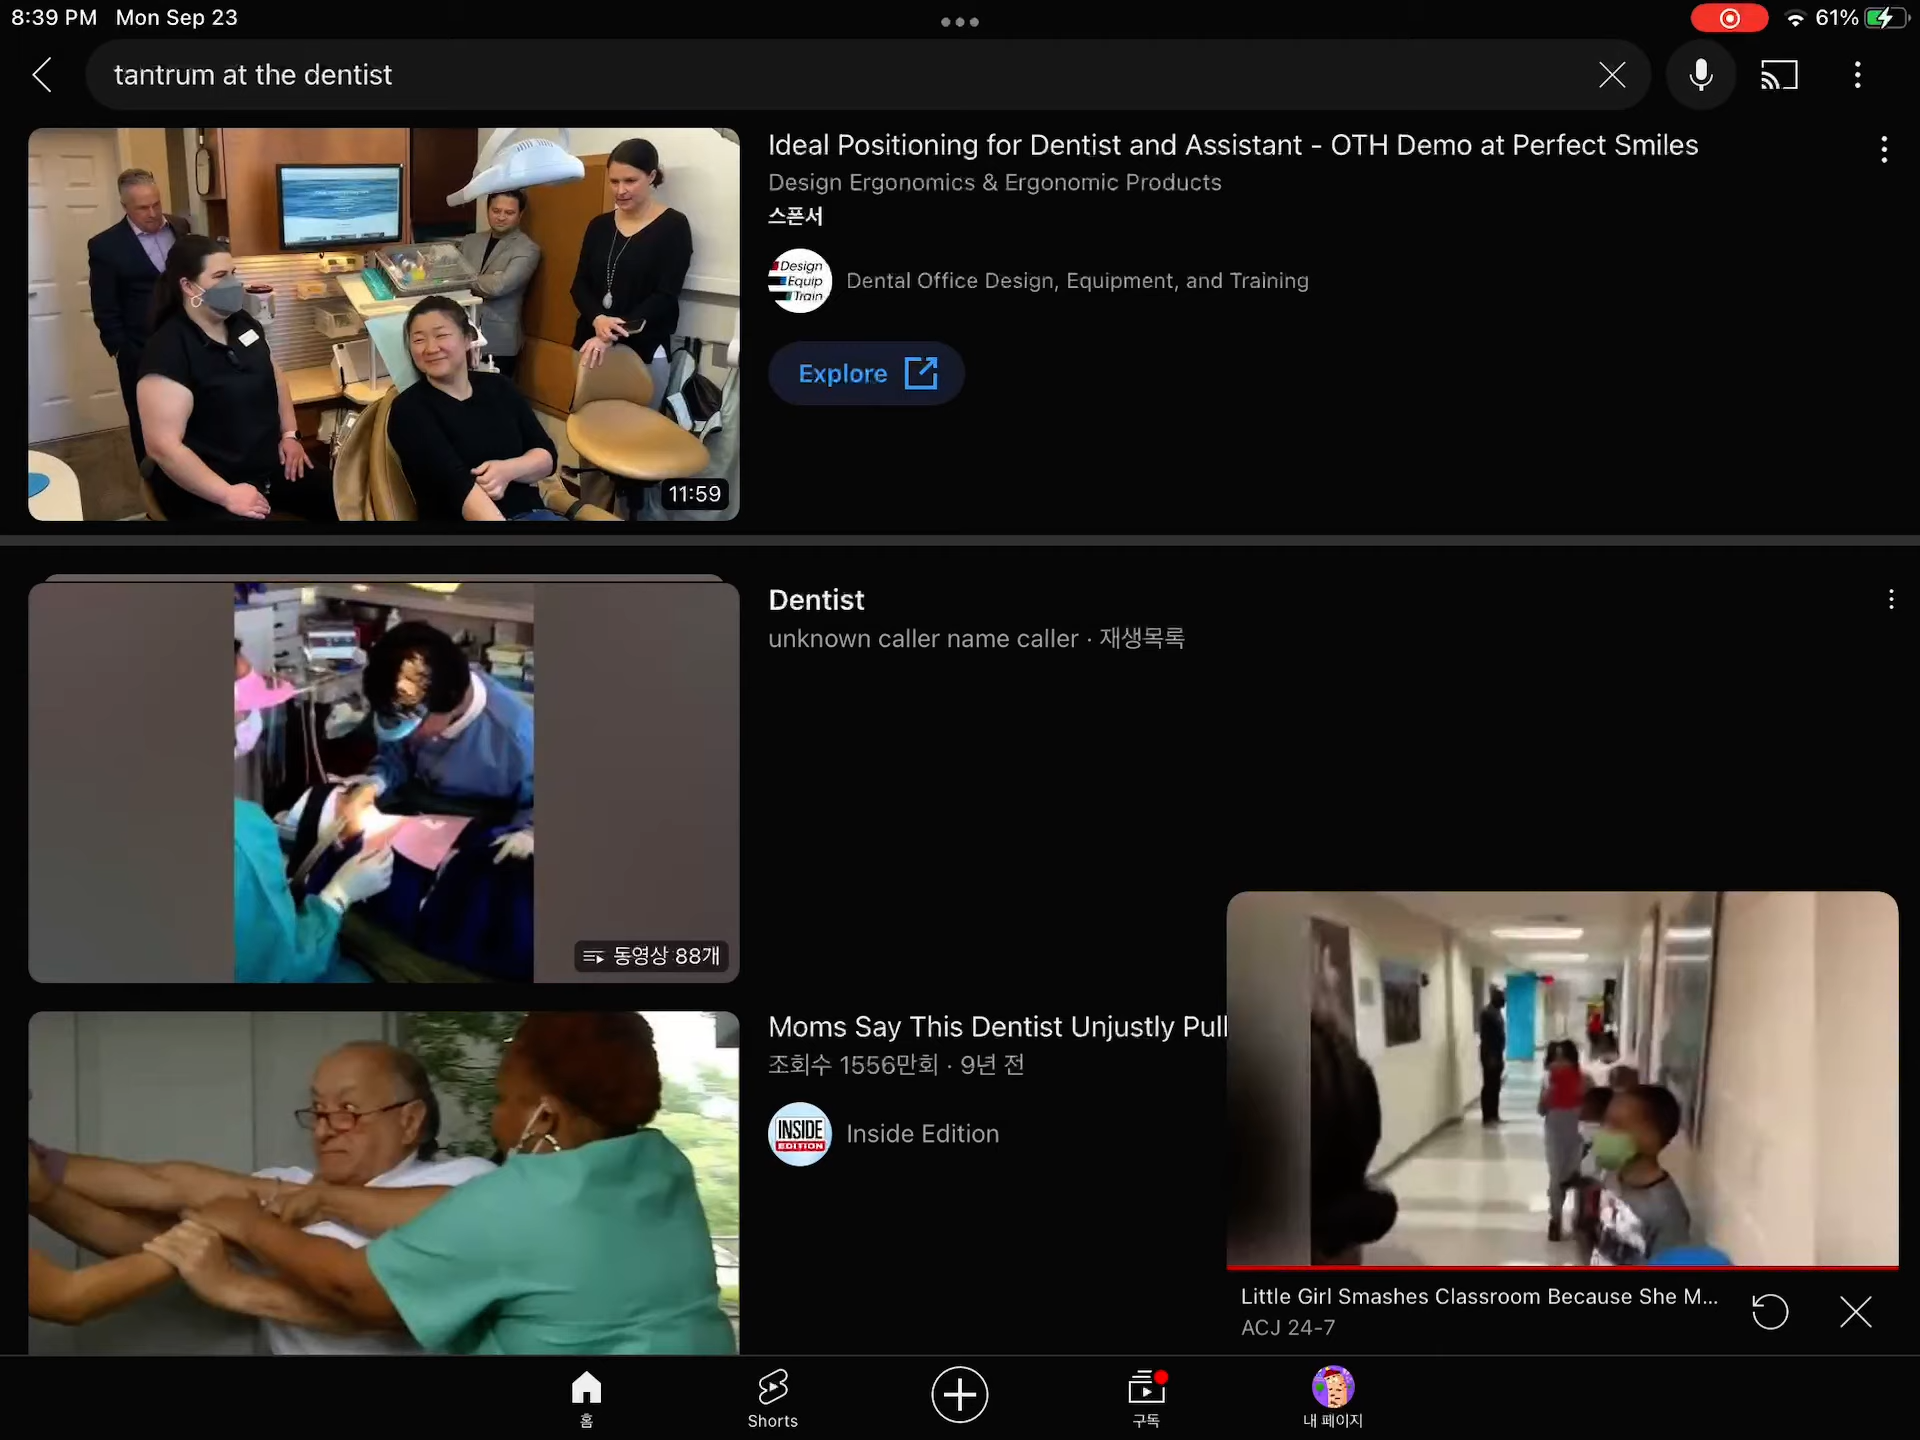 8:39 PM Mon Sep 23
61%
tantrum at the dentist
Ideal Positioning for Dentist and Assistant - OTH Demo at Perfect Smiles
Design Ergonomics & Ergonomic Products
스폰서
Design
Equip
Train
Dental Office Design, Equipment, and Training
Explore
11:59
Dentist
unknown caller name caller · 재생목록
동영상 88개
Moms Say This Dentist Unjustly Pull
조회수 1556만회 · 9년 전
INSIDE
EDITION
Inside Edition
Little Girl Smashes Classroom Because She M...
ACJ 24-7
홈
Shorts
구독
내 페이지